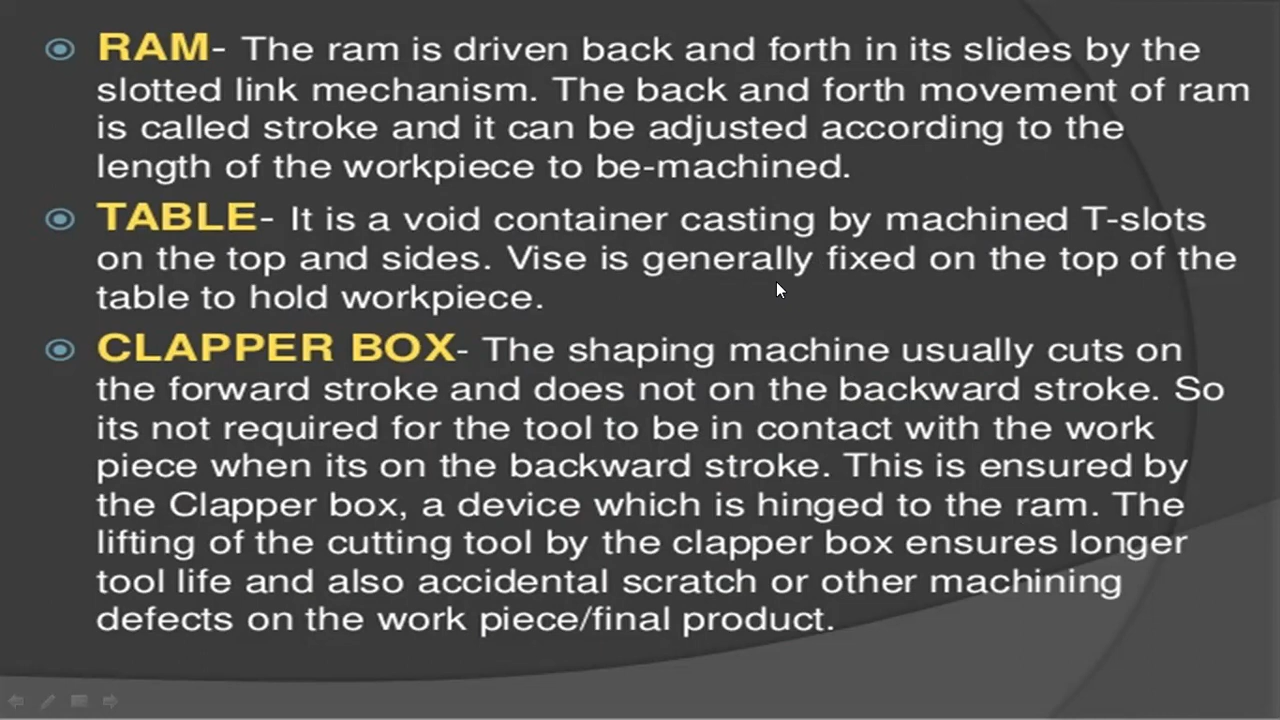 RAM- The ram is driven back and forth in its slides by the
slotted link mechanism. The back and forth movement of ram
is called stroke and it can be adjusted according to the
length of the workpiece to be-machined.
TABLE- It is a void container casting by machined T-slots
on the top and sides. Vise is generally fixed on the top of the
table to hold workpiece.
CLAPPER BOX- The shaping machine usually cuts on
the forward stroke and does not on the backward stroke. So
its not required for the tool to be in contact with the work
piece when its on the backward stroke. This is ensured by
the Clapper box, a device which is hinged to the ram. The
lifting of the cutting tool by the clapper box ensures longer
tool life and also accidental scratch or other machining
defects on the work piece/final product.